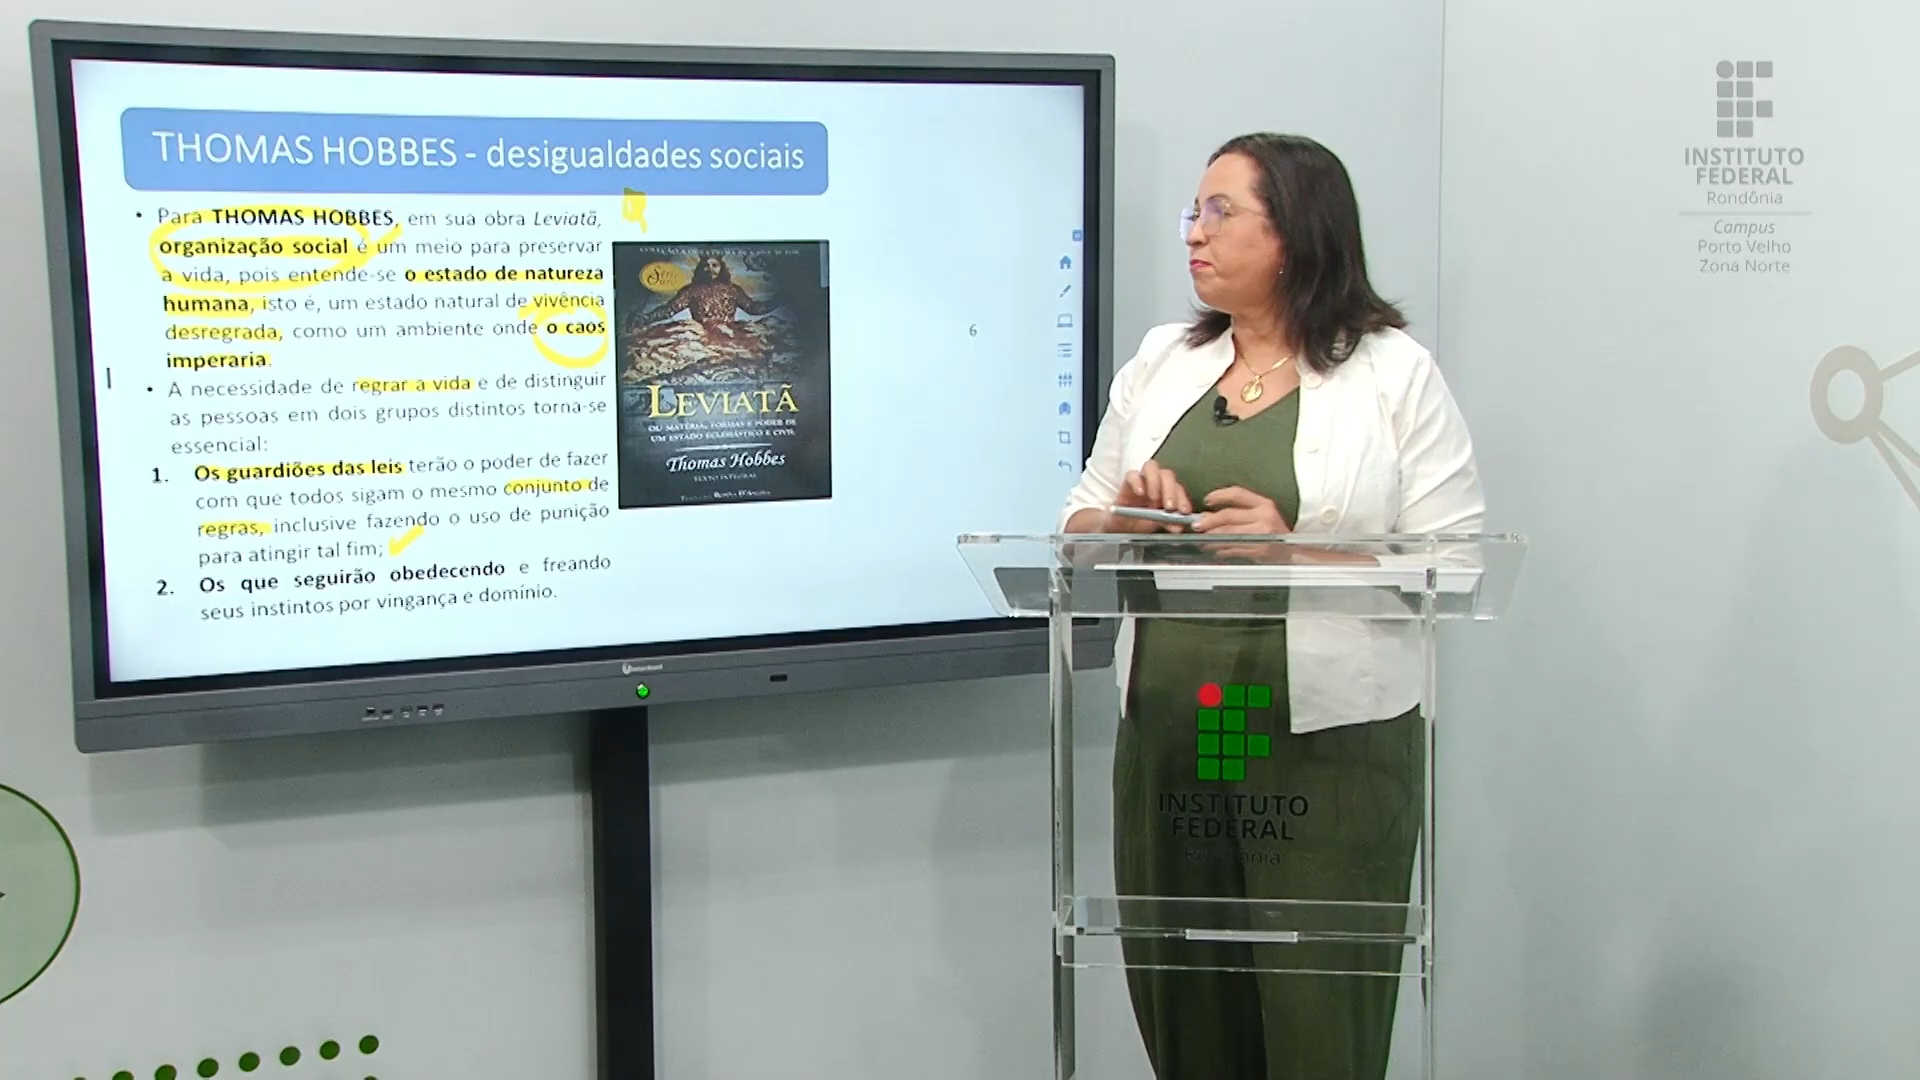 THOMAS HOBBES - desigualdades sociais
• Para THOMAS HOBBES, em sua obra Leviatã,
organização social é um meio para preservar
a vida, pois entende-se o estado de natureza
humana, isto é, um estado natural de vivência
desregrada, como um ambiente onde o caos
imperaria.
• A necessidade de regrar a vida e de distinguir
as pessoas em dois grupos distintos torna-se
essencial:
1. Os guardiões das leis terão o poder de fazer
com que todos sigam o mesmo conjunto de
regras, inclusive fazendo o uso de punição
para atingir tal fim;
2. Os que seguirão obedecendo e freando
seus instintos por vingança e domínio.
LEVIATÃ
OU MATÉRIA, FORMAS E PODER DE
UM ESTADO ECLESIÁSTICO E CIVIL
Thomas Hobbes
TEXTO INTEGRAL
6
INSTITUTO
FEDERAL
Rondônia
Campus
Porto Velho
Zona Norte
INSTITUTO
FEDERAL
Rondônia